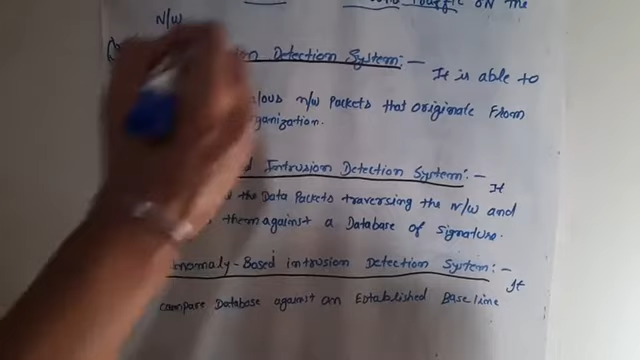 Traffic on the
N/W
Detection System: - It is able to
n/w Packets that originate From
organization.
Intrusion Detection System: - It
the Data Packets traversing the N/w and
them against a Database of signature.
Anomaly-Based intrusion Detection System: - It
compare Database against an Established Baseline